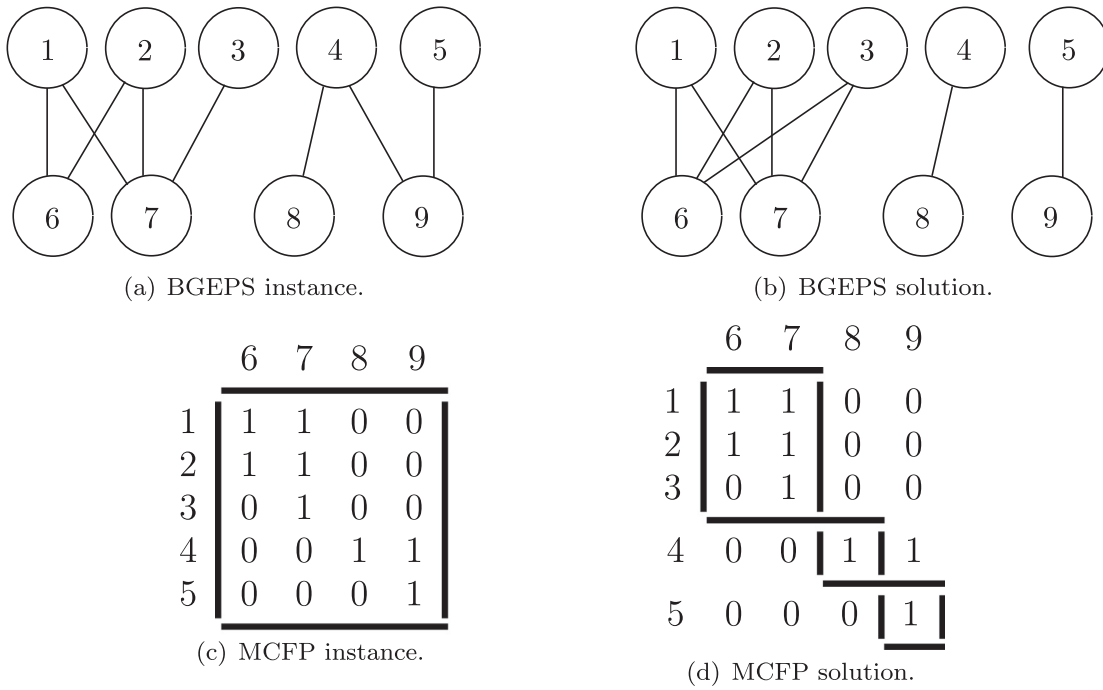 1 2 3 4 5
6 7 8 9
(a) BGEPS instance.
1 2 3 4 5
6 7 8 9
(b) BGEPS solution.
6 7 8 9
1 1 1 0 0
2 1 1 0 0
3 0 1 0 0
4 0 0 1 1
5 0 0 0 1
(c) MCFP instance.
6 7 8 9
1 1 1 0 0
2 1 1 0 0
3 0 1 0 0
4 0 0 1 1
5 0 0 0 1
(d) MCFP solution.